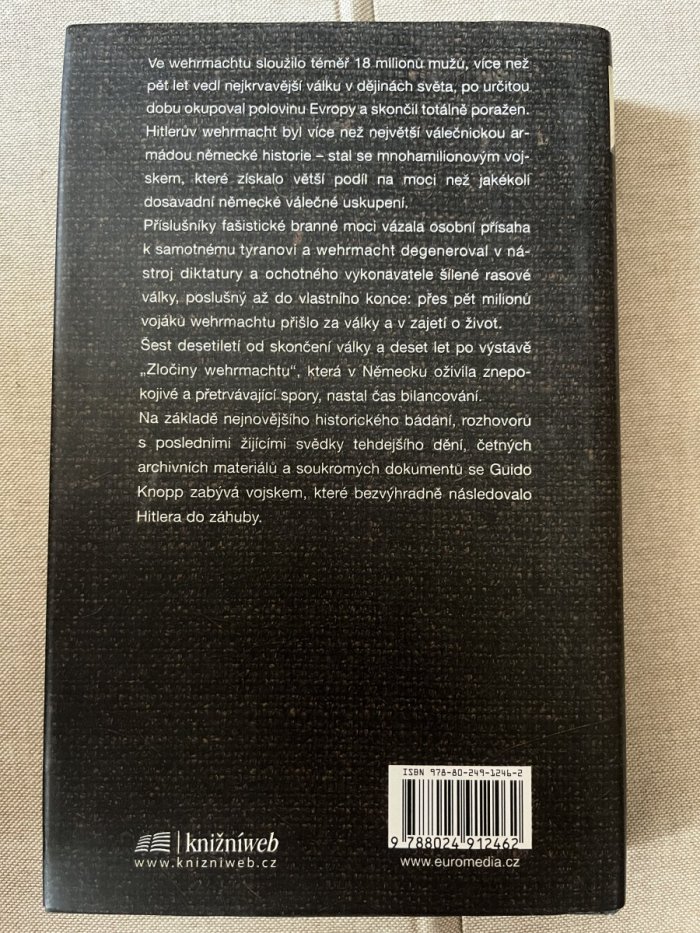 Ve wehrmachtu sloužilo téměř 18 milionů mužů, více než
pět let vedl nejkrvavější válku v dějinách světa, po určitou
dobu okupoval polovinu Evropy a skončil totálně poražen.
Hitlerův wehrmacht byl více než největší válečnickou ar-
mádou německé historie – stal se mnohamilionovým voj-
skem, které získalo větší podíl na moci než jakékoli
dosavadní německé válečné uskupení.
Příslušníky fašistické branné moci vázala osobní přísaha
k samotnému tyranovi a wehrmacht degeneroval v ná-
stroj diktatury a ochotného vykonavatele šílené rasové
války, poslušný až do vlastního konce: přes pět milionů
vojáků wehrmachtu přišlo za války a v zajetí o život.
Šest desetiletí od skončení války a deset let po výstavě
„Zločiny wehrmachtu“, která v Německu oživila znepo-
kojivé a přetrvávající spory, nastal čas bilancování.
Na základě nejnovějšího historického bádání, rozhovorů
s posledními žijícími svědky tehdejšího dění, četných
archivních materiálů a soukromých dokumentů se Guido
Knopp zabývá vojskem, které bezvýhradně následovalo
Hitlera do záhuby.
ISBN 978-80-249-1246-2
9 788024 912462
knižníweb
www.knizniweb.cz
www.euromedia.cz